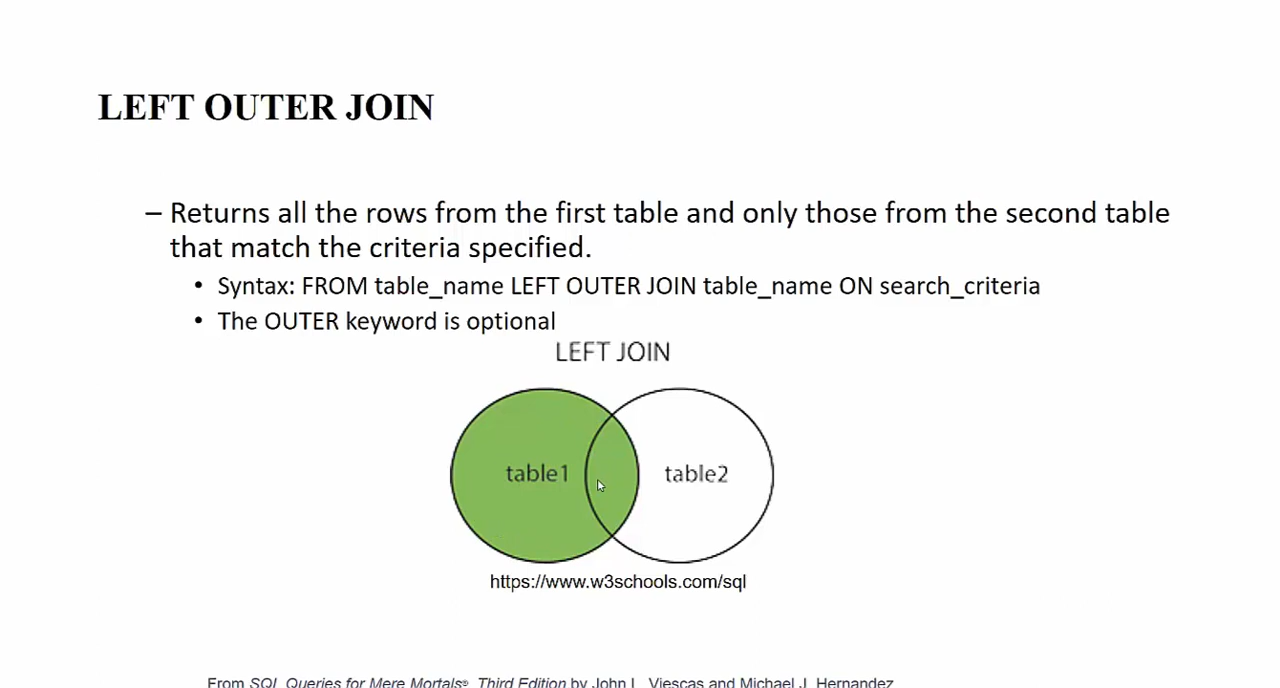 LEFT OUTER JOIN
– Returns all the rows from the first table and only those from the second table
that match the criteria specified.
• Syntax: FROM table_name LEFT OUTER JOIN table_name ON search_criteria
• The OUTER keyword is optional
LEFT JOIN
table1 table2
https://www.w3schools.com/sql
From SQL Queries for Mere Mortals®, Third Edition by John L. Viescas and Michael J. Hernandez